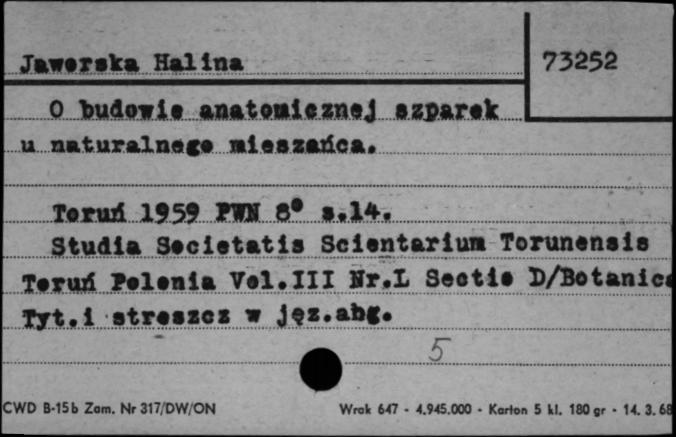 Jaworska Halina
73252
O budowie anatomicznej szparek
u naturalnego mieszańca.
Toruń 1959 PWN 8° s.14.
Studia Societatis Scientarium Torunensis
Toruń Polonia Vol.III Nr.L Sectio D/Botanica
Tyt.i streszcz w jęz.abg.
5
CWD B-15b Zam. Nr 317/DW/ON
Wrak 647 - 4.945.000 - Karton 5 kl. 180 gr - 14. 3. 68